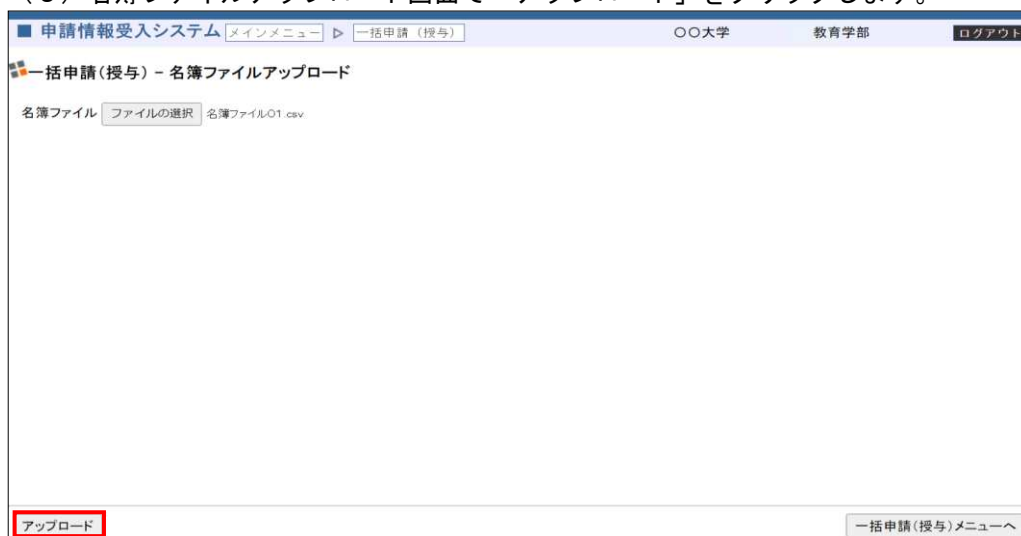 名簿ファイルアップロード画面で「アップロード」をクリックします。
■ 申請情報受入システム メインメニュー ▷ 一括申請（授与） 〇〇大学 教育学部 ログアウト
一括申請(授与) – 名簿ファイルアップロード
名簿ファイル ファイルの選択 名簿ファイル01.csv
アップロード 一括申請(授与)メニューへ